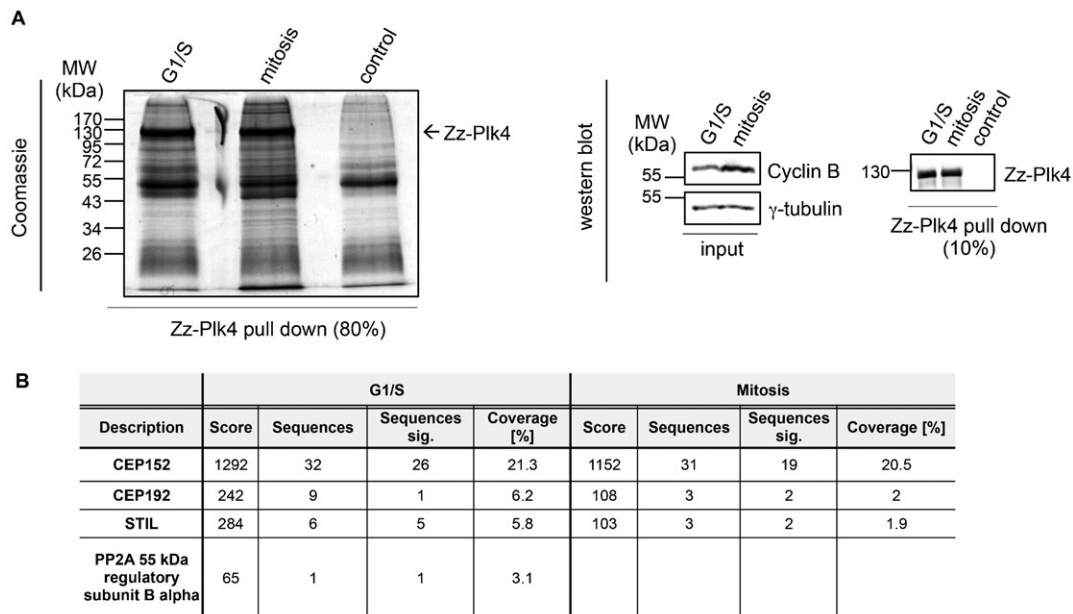 A
G1/S
mitosis
control
MW
(kDa)
170
130
95
72
55
43
34
26
←Zz-Plk4
Coomassie
Zz-Plk4 pull down (80%)
western blot
MW
(kDa)
G1/S
mitosis
55
Cyclin B
55
γ-tubulin
input
G1/S
mitosis
control
130
Zz-Plk4
Zz-Plk4 pull down
(10%)
B
G1/S Mitosis
Description Score Sequences Sequences sig. Coverage [%] Score Sequences Sequences sig. Coverage [%]
CEP152 1292 32 26 21.3 1152 31 19 20.5
CEP192 242 9 1 6.2 108 3 2 2
STIL 284 6 5 5.8 103 3 2 1.9
PP2A 55 kDa
regulatory
subunit B alpha 65 1 1 3.1